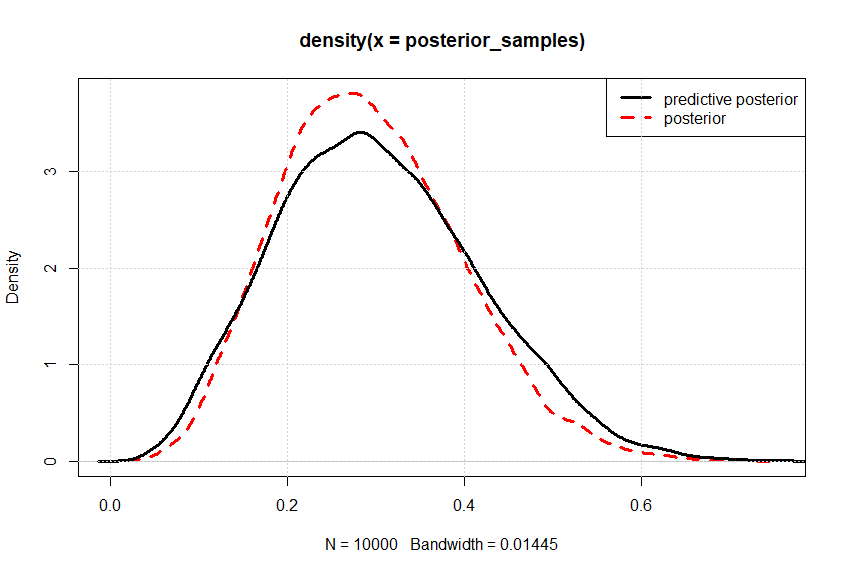 density(x = posterior_samples)
predictive posterior
posterior
Density
3
2
1
0
0.0 0.2 0.4 0.6
N = 10000 Bandwidth = 0.01445